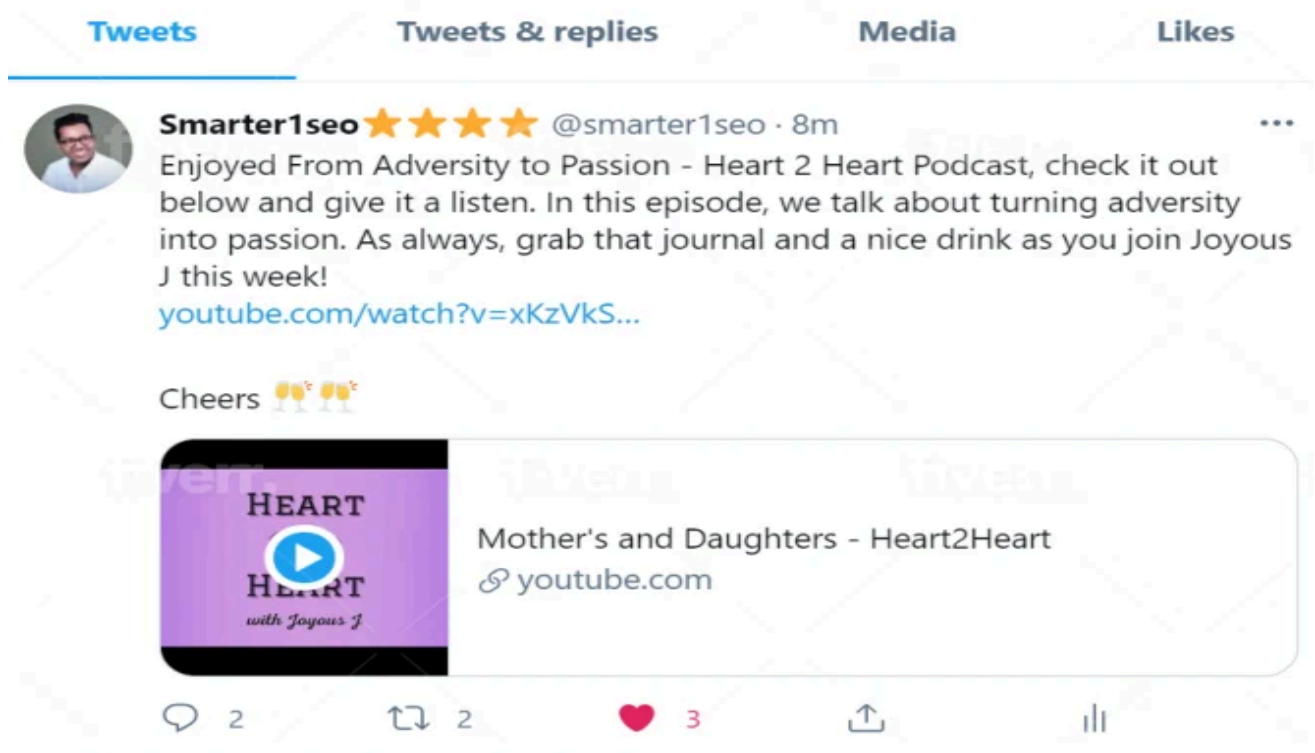 Tweets Tweets & replies Media Likes
Smarter1seo⭐⭐⭐⭐ @smarter1seo · 8m
Enjoyed From Adversity to Passion - Heart 2 Heart Podcast, check it out
below and give it a listen. In this episode, we talk about turning adversity
into passion. As always, grab that journal and a nice drink as you join Joyous
J this week!
youtube.com/watch?v=xKzVkS...
Cheers 🥂🥂
HEART
HEART
with Joyous J
Mother's and Daughters - Heart2Heart
youtube.com
2 2 3
fiverr.